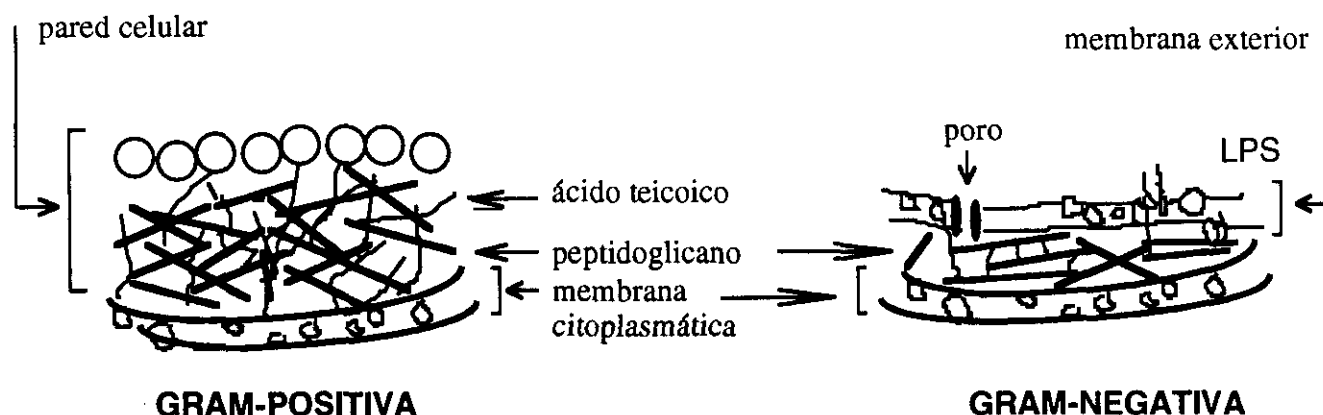 pared celular
membrana exterior
poro
LPS
ácido teicoico
peptidoglicano
membrana
citoplasmática
GRAM-POSITIVA
GRAM-NEGATIVA